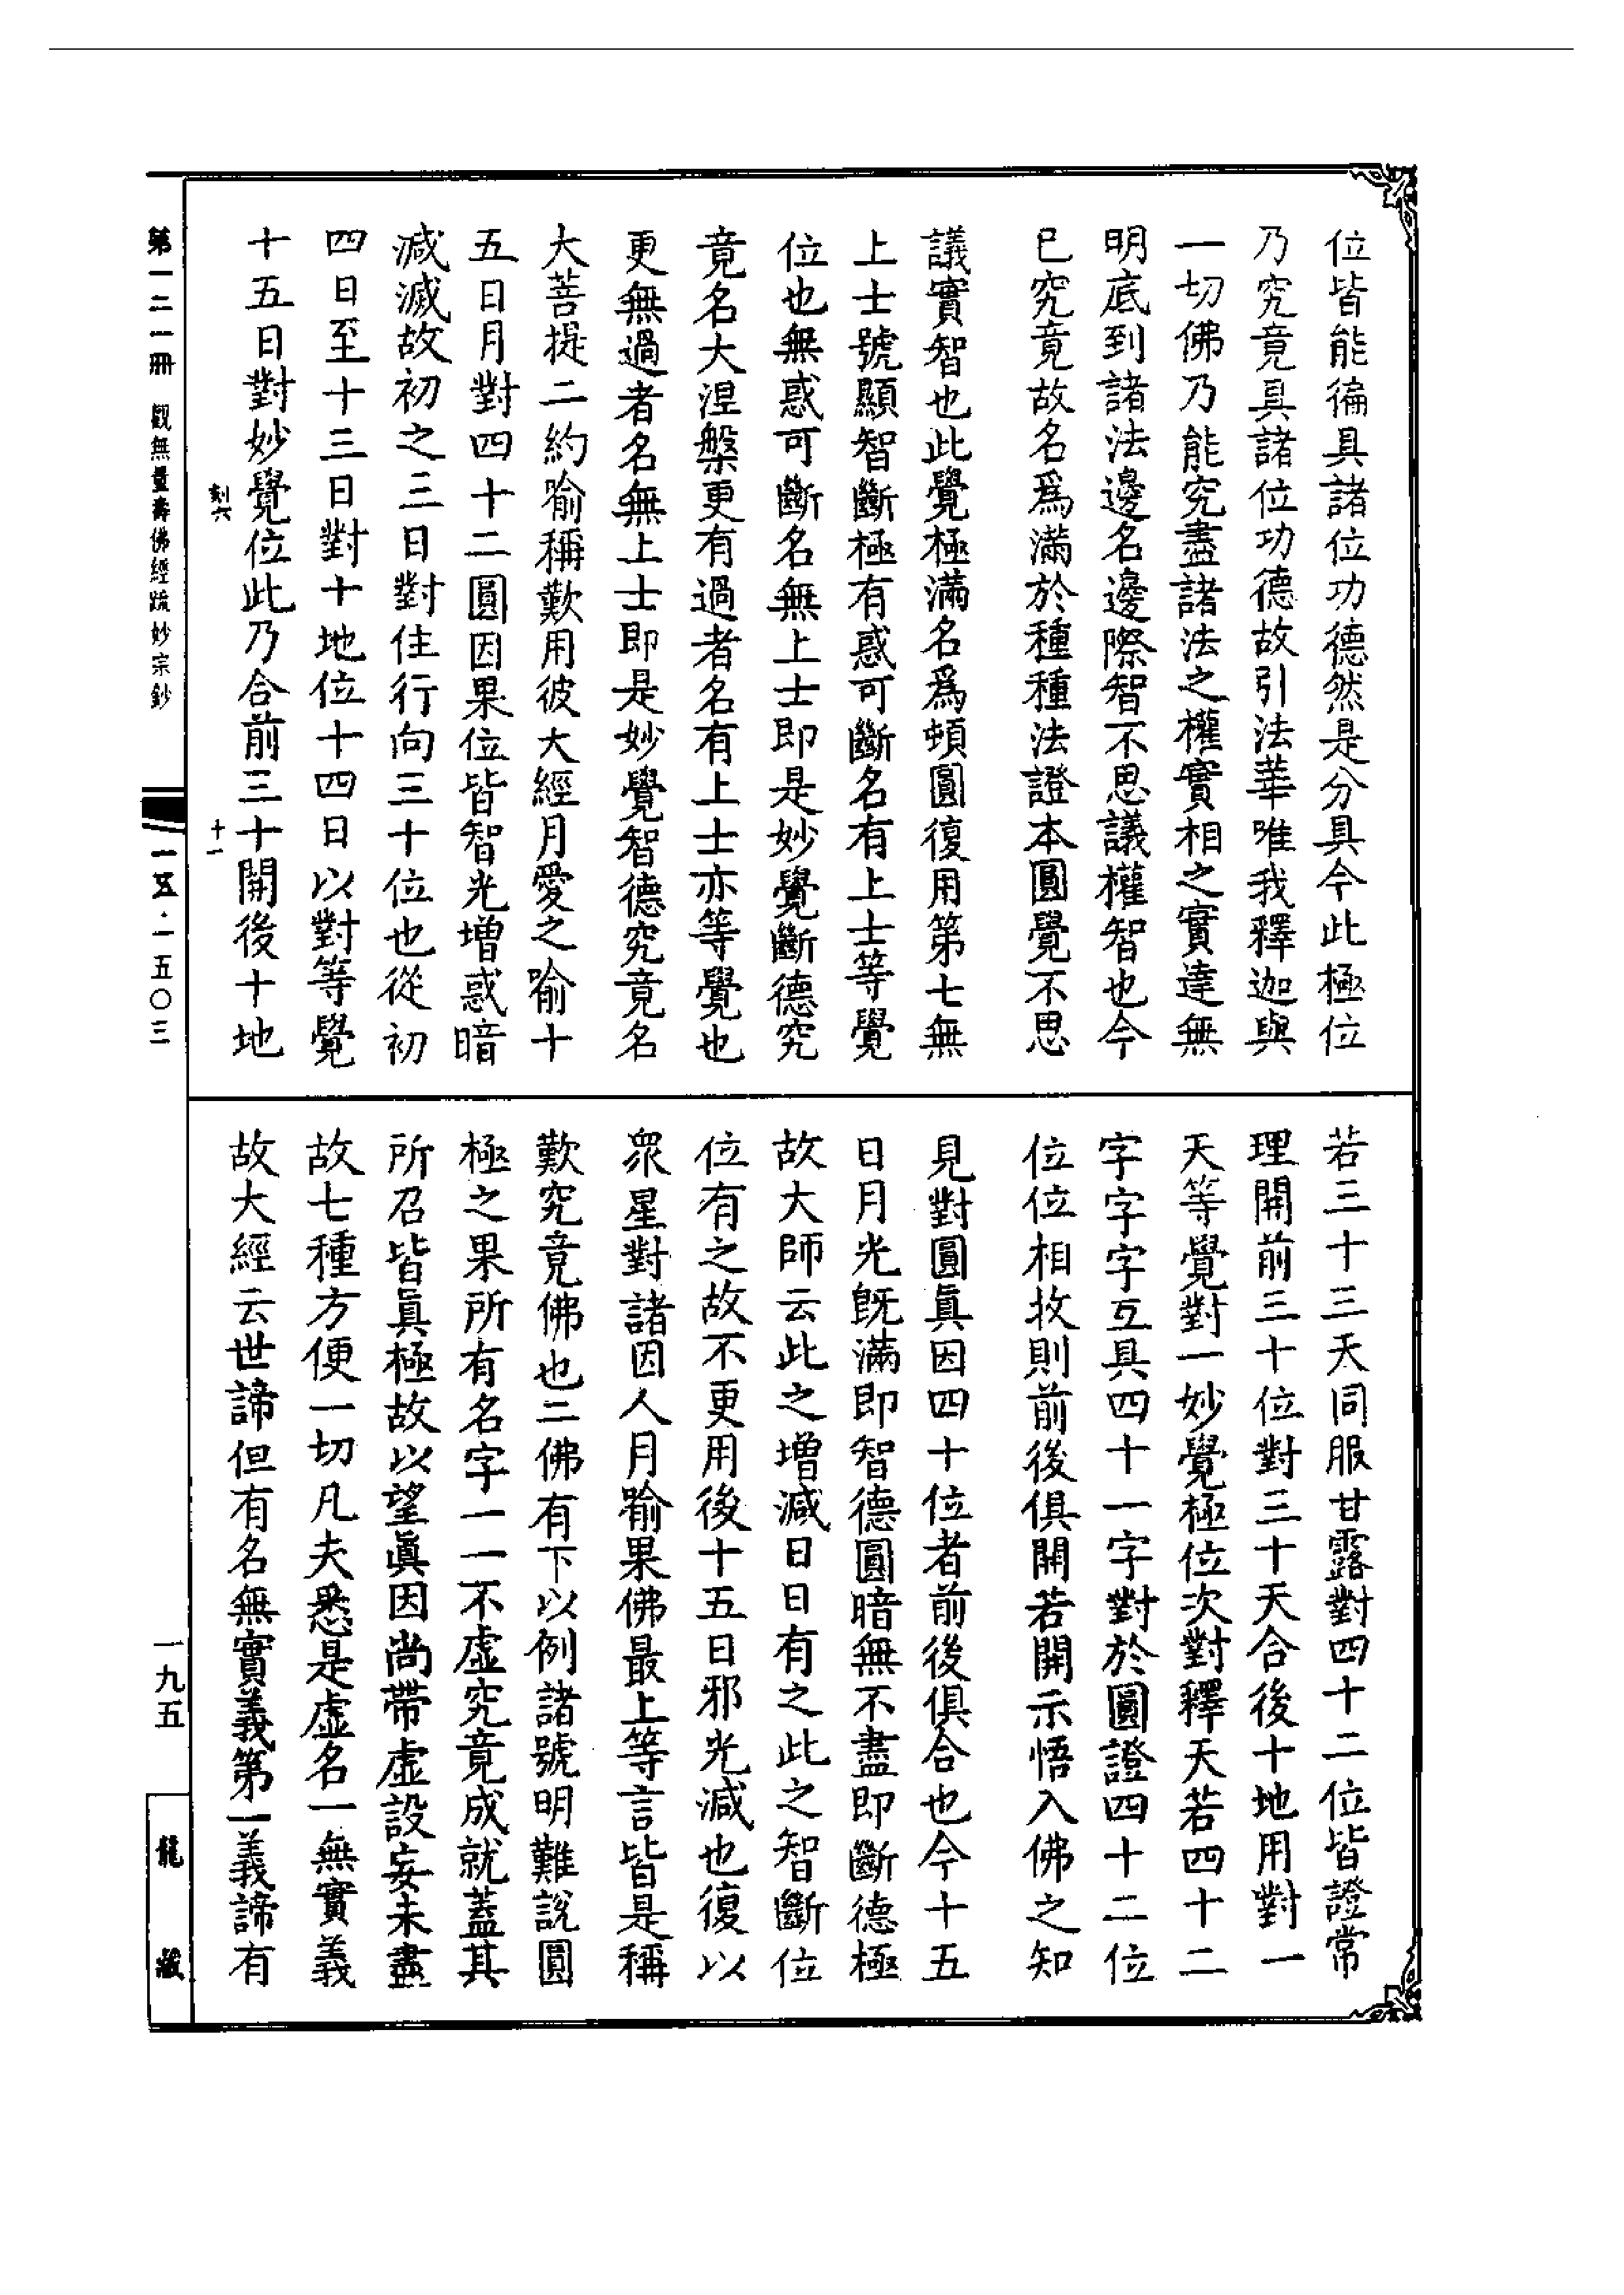 位皆能徧具諸位功德然是分具今此極位
乃究竟具諸位功德故引法華唯我釋迦與
一切佛乃能究盡諸法之權實相之實達無
明底到諸法邊名邊際智不思議權智也今
已究竟故名爲滿於種種法證本圓覺不思
議實智也此覺極滿名爲頓圓復用第七無
上士號顯智斷極有惑可斷名有上士等覺
位也無惑可斷名無上士即是妙覺斷德究
竟名大涅槃更有過者名有上士亦等覺也
更無過者名無上士即是妙覺智德究竟名
大菩提二約喻稱歎用彼大經月愛之喻十
五日月對四十二圓因果位皆智光增惑暗
減滅故初之三日對住行向三十位也從初
四日至十三日對十地位十四日以對等覺
十五日對妙覺位此乃合前三十開後十地
若三十三天同服甘露對四十二位皆證常
理開前三十位對三十天合後十地用對一
天等覺對一妙覺極位次對釋天若四十二
字字字互具四十一字對於圓證四十二位
位位相攻則前後俱開若開示悟入佛之知
見對圓眞因四十位者前後俱合也今十五
日月光旣滿即智德圓暗無不盡即斷德極
故大師云此之增減日日有之此之智斷位
位有之故不更用後十五日邪光減也復以
眾星對諸因人月喻果佛最上等言皆是稱
歎究竟佛也二佛有下以例諸號明難說圓
極之果所有名字一一不虛究竟成就蓋其
所召皆眞極故以望眞因尚帶虛設妄未盡
故七種方便一切凡夫悉是虛名一無實義
故大經云世諦但有名無實義第一義諦有
刻六
十一
第一二一冊 觀無量壽佛經疏妙宗鈔
一五·一五〇三
一九五
龍藏